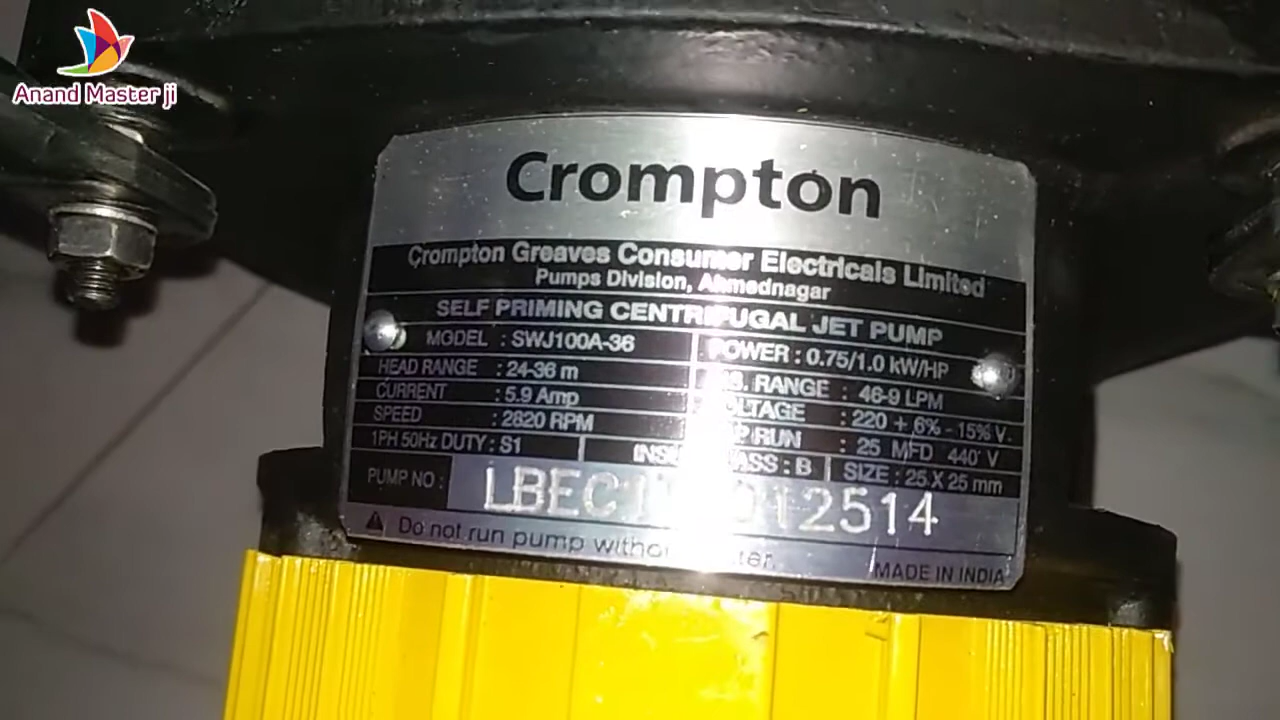 Anand Master ji
Crompton
Crompton Greaves Consumer Electricals Limited
Pumps Division, Ahmednagar
SELF PRIMING CENTRIFUGAL JET PUMP
MODEL : SWJ100A-36 POWER : 0.75/1.0 kW/HP
HEAD RANGE : 24-36 m RANGE : 46-9 LPM
CURRENT : 5.9 Amp VOLTAGE : 220 + 6% - 15% V.
SPEED : 2820 RPM RUN : 25 MFD 440 V
1PH 50Hz DUTY : S1 : B SIZE : 25 X 25 mm
PUMP NO :
Do not run pump
MADE IN INDIA